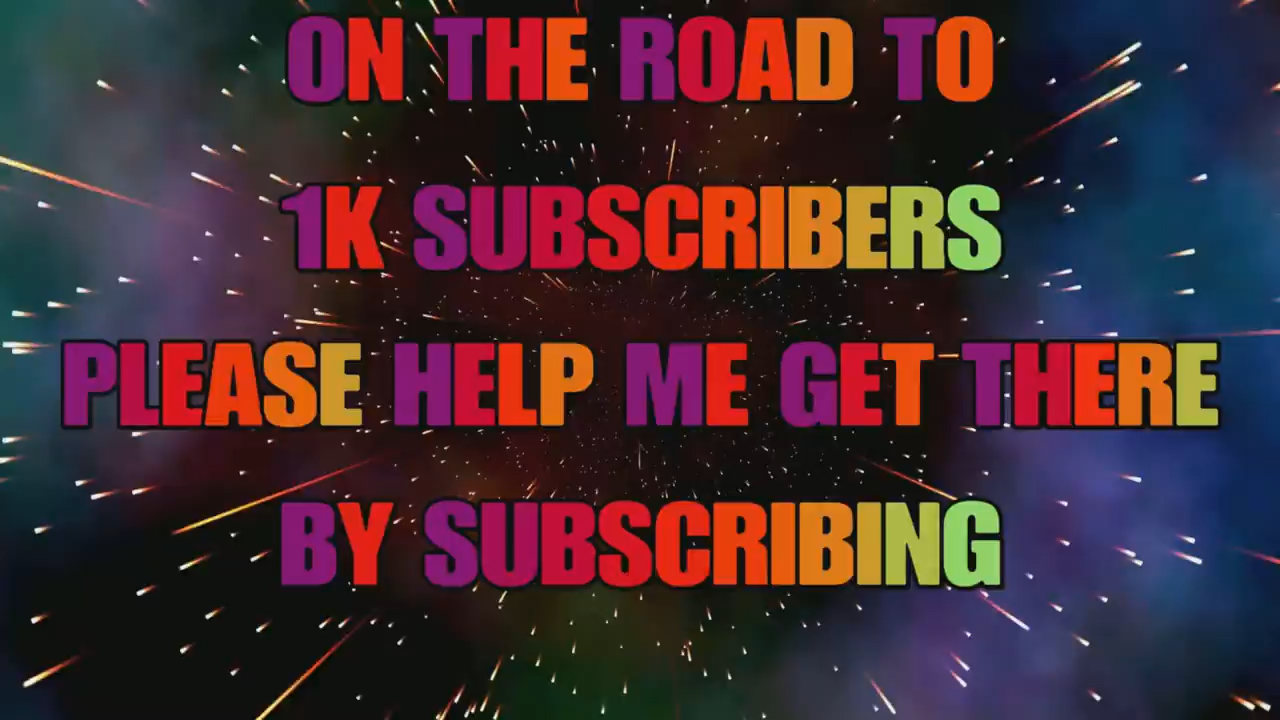 ON THE ROAD TO
1K SUBSCRIBERS
PLEASE HELP ME GET THERE
BY SUBSCRIBING